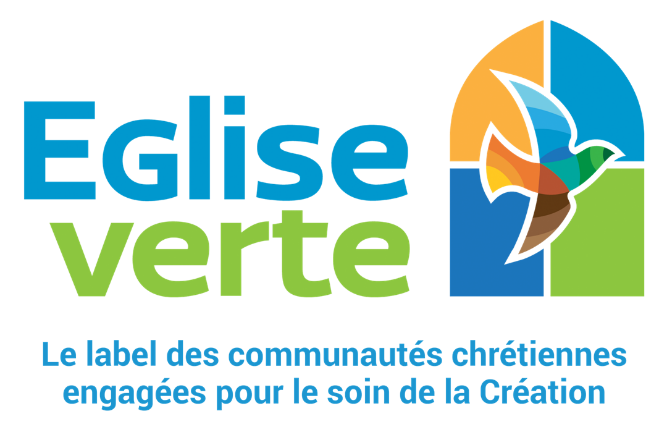 Eglise
verte
Le label des communautés chrétiennes
engagées pour le soin de la Création